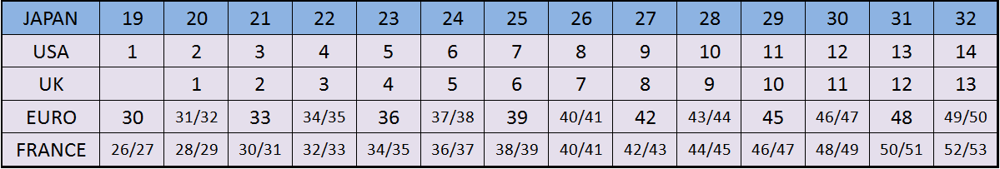 JAPAN 19 20 21 22 23 24 25 26 27 28 29 30 31 32
USA 1 2 3 4 5 6 7 8 9 10 11 12 13 14
UK 1 2 3 4 5 6 7 8 9 10 11 12 13
EURO 30 31/32 33 34/35 36 37/38 39 40/41 42 43/44 45 46/47 48 49/50
FRANCE 26/27 28/29 30/31 32/33 34/35 36/37 38/39 40/41 42/43 44/45 46/47 48/49 50/51 52/53